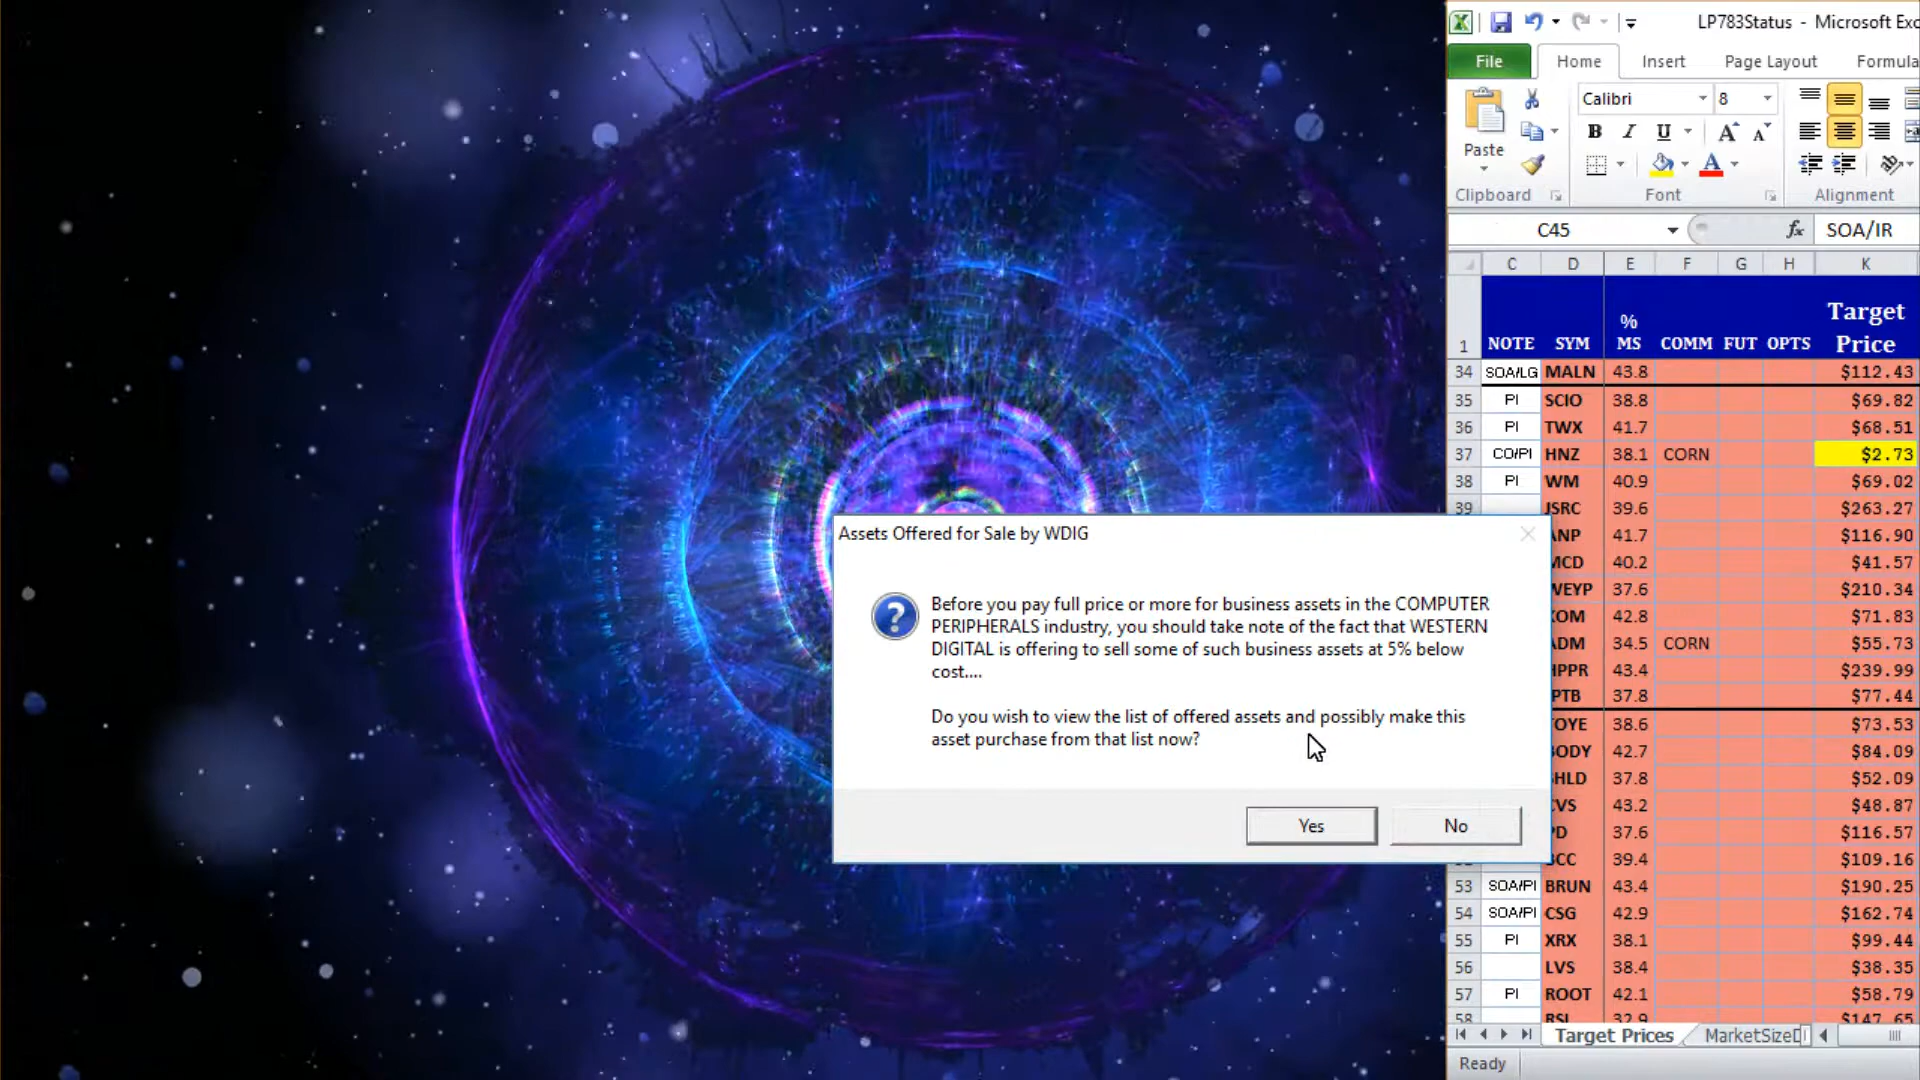 LP783Status - Microsoft Exc
File Home Insert Page Layout Formula
Calibri 8
B I U A A
Paste A
Clipboard Font Alignment
C45 fx SOA/IR
C D E F G H K
1 NOTE SYM % MS COMM FUT OPTS Target Price
34 SOA/LG MALN 43.8 $112.43
35 PI SCIO 38.8 $69.82
36 PI TWX 41.7 $68.51
37 CO/PI HNZ 38.1 CORN $2.73
38 PI WM 40.9 $69.02
39 JSRC 39.6 $263.27
41.7 $116.90
40.2 $41.57
37.6 $210.34
42.8 $71.83
34.5 CORN $55.73
43.4 $239.99
37.8 $77.44
38.6 $73.53
42.7 $84.09
37.8 $52.09
43.2 $48.87
37.6 $116.57
39.4 $109.16
53 SOA/PI BRUN 43.4 $190.25
54 SOA/PI CSG 42.9 $162.74
55 PI XRX 38.1 $99.44
56 LVS 38.4 $38.35
57 PI ROOT 42.1 $58.79
58 RSL 32.9 $147.65
Target Prices MarketSizeD
Ready
Assets Offered for Sale by WDIG
Before you pay full price or more for business assets in the COMPUTER
PERIPHERALS industry, you should take note of the fact that WESTERN
DIGITAL is offering to sell some of such business assets at 5% below
cost....
Do you wish to view the list of offered assets and possibly make this
asset purchase from that list now?
Yes No